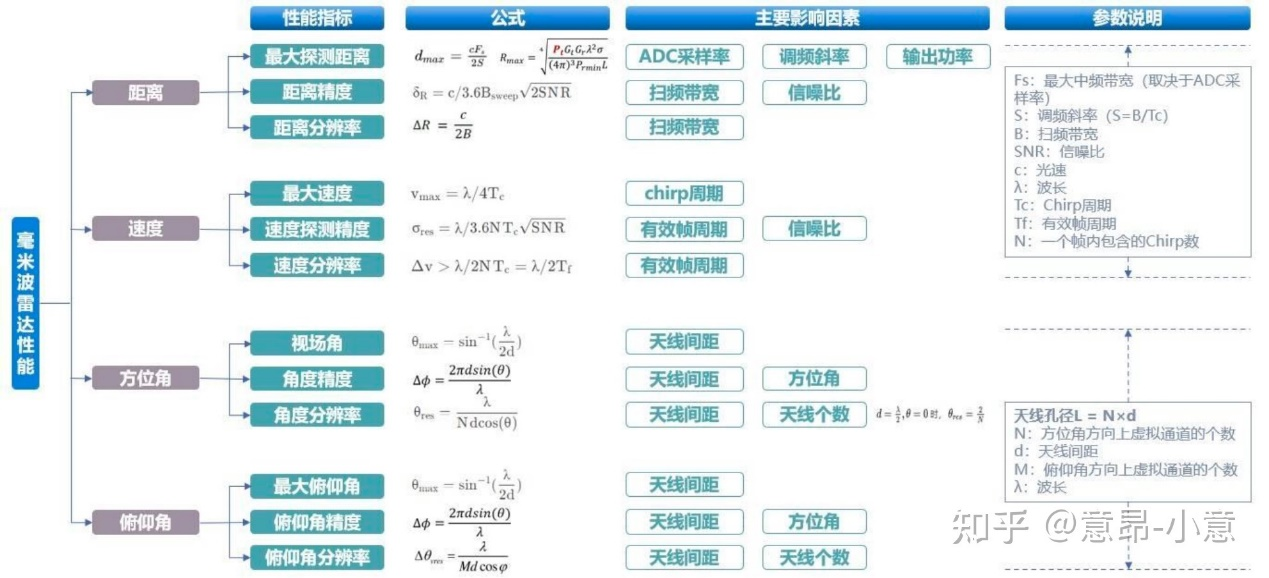 性能指标 公式 主要影响因素 参数说明
毫米波雷达性能
距离
最大探测距离 d_max = cF_s/2S R_max = ⁴√(P_tG_tG_rλ²σ/(4π)³P_rminL) ADC采样率 调频斜率 输出功率
距离精度 δ_R = c/3.6B_sweep√2SNR 扫频带宽 信噪比
距离分辨率 ΔR = c/2B 扫频带宽
速度
最大速度 v_max = λ/4T_c chirp周期
速度探测精度 σ_res = λ/3.6NT_c√SNR 有效帧周期 信噪比
速度分辨率 Δv > λ/2NT_c = λ/2T_f 有效帧周期
方位角
视场角 θ_max = sin⁻¹(λ/2d) 天线间距
角度精度 Δϕ = 2πdsin(θ)/λ 天线间距 方位角
角度分辨率 θ_res = λ/Ndcos(θ) 天线间距 天线个数 d = λ/2, θ = 0 时, θ_res = 2/N
俯仰角
最大俯仰角 θ_max = sin⁻¹(λ/2d) 天线间距
俯仰角精度 Δϕ = 2πdsin(θ)/λ 天线间距 方位角
俯仰角分辨率 Δθ_res = λ/Md cosφ 天线间距 天线个数
Fs：最大中频带宽（取决于ADC采
样率）
S：调频斜率（S=B/Tc）
B：扫频带宽
SNR：信噪比
c：光速
λ：波长
Tc：Chirp周期
Tf：有效帧周期
N：一个帧内包含的Chirp数
天线孔径L = N×d
N：方位角方向上虚拟通道的个数
d：天线间距
M：俯仰角方向上虚拟通道的个数
λ：波长
知乎 @意昂-小意